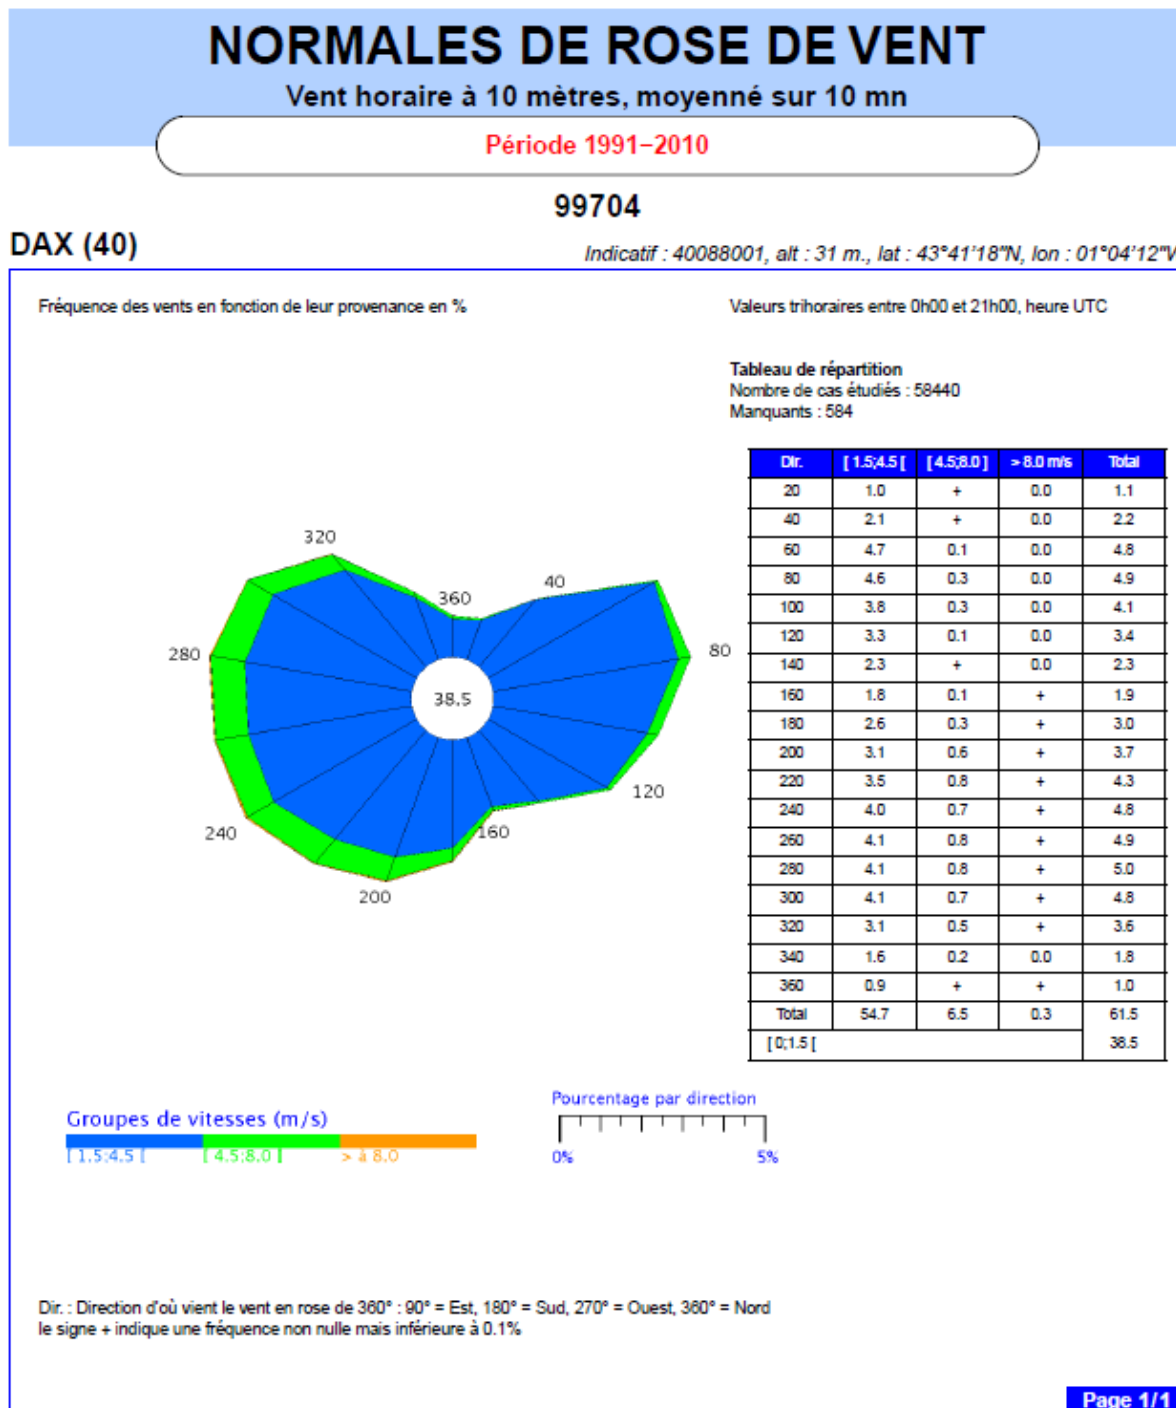 NORMALES DE ROSE DE VENT
Vent horaire à 10 mètres, moyenné sur 10 mn
Période 1991–2010
99704
DAX (40)
Indicatif : 40088001, alt : 31 m., lat : 43°41'18"N, lon : 01°04'12"W
Fréquence des vents en fonction de leur provenance en %
Valeurs trihoraires entre 0h00 et 21h00, heure UTC
Tableau de répartition
Nombre de cas étudiés : 58440
Manquants : 584
Dir. [ 1.5;4.5 [ [ 4.5;8.0 ] > 8.0 m/s Total
20 1.0 + 0.0 1.1
40 2.1 + 0.0 2.2
60 4.7 0.1 0.0 4.8
80 4.6 0.3 0.0 4.9
100 3.8 0.3 0.0 4.1
120 3.3 0.1 0.0 3.4
140 2.3 + 0.0 2.3
160 1.8 0.1 + 1.9
180 2.6 0.3 + 3.0
200 3.1 0.6 + 3.7
220 3.5 0.8 + 4.3
240 4.0 0.7 + 4.8
260 4.1 0.8 + 4.9
280 4.1 0.8 + 5.0
300 4.1 0.7 + 4.8
320 3.1 0.5 + 3.6
340 1.6 0.2 0.0 1.8
360 0.9 + + 1.0
Total 54.7 6.5 0.3 61.5
[ 0;1.5 [ 38.5
320
360
40
280
80
38.5
120
240
160
200
Groupes de vitesses (m/s)
[ 1.5;4.5 [ [ 4.5;8.0 ] > à 8.0
Pourcentage par direction
0% 5%
Dir. : Direction d'où vient le vent en rose de 360° : 90° = Est, 180° = Sud, 270° = Ouest, 360° = Nord
le signe + indique une fréquence non nulle mais inférieure à 0.1%
Page 1/1